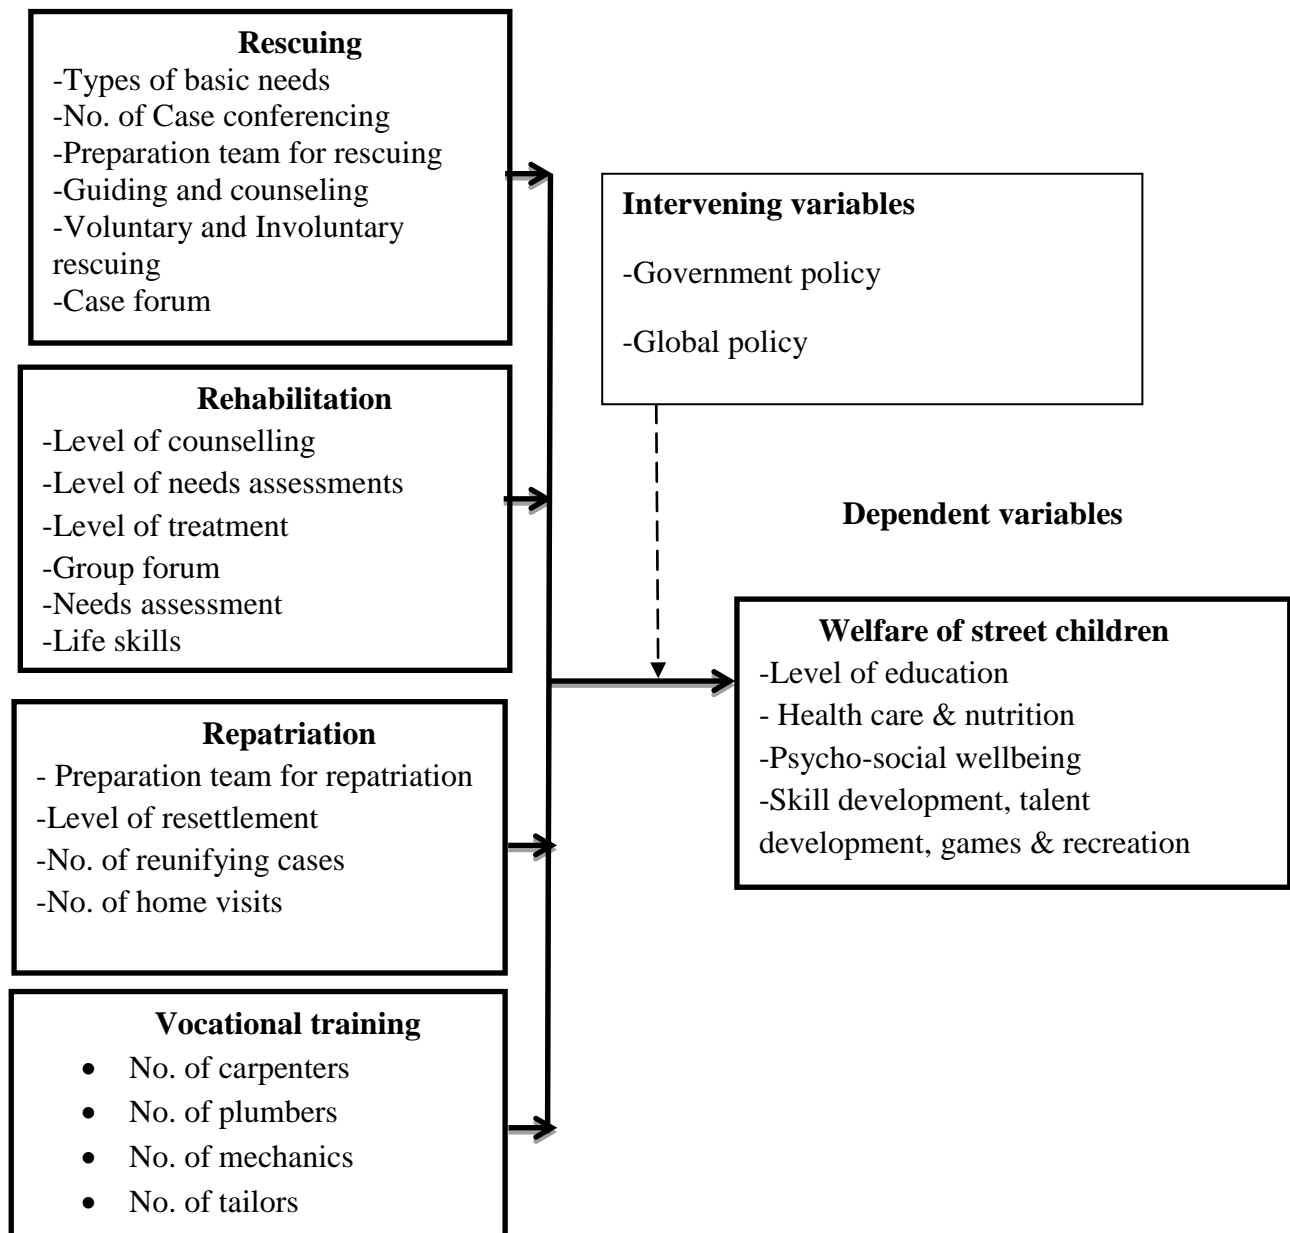 Rescuing
-Types of basic needs
-No. of Case conferencing
-Preparation team for rescuing
-Guiding and counseling
-Voluntary and Involuntary
rescuing
-Case forum
Rehabilitation
-Level of counselling
-Level of needs assessments
-Level of treatment
-Group forum
-Needs assessment
-Life skills
Repatriation
- Preparation team for repatriation
-Level of resettlement
-No. of reunifying cases
-No. of home visits
Vocational training
• No. of carpenters
• No. of plumbers
• No. of mechanics
• No. of tailors
Intervening variables
-Government policy
-Global policy
Dependent variables
Welfare of street children
-Level of education
- Health care & nutrition
-Psycho-social wellbeing
-Skill development, talent
development, games & recreation